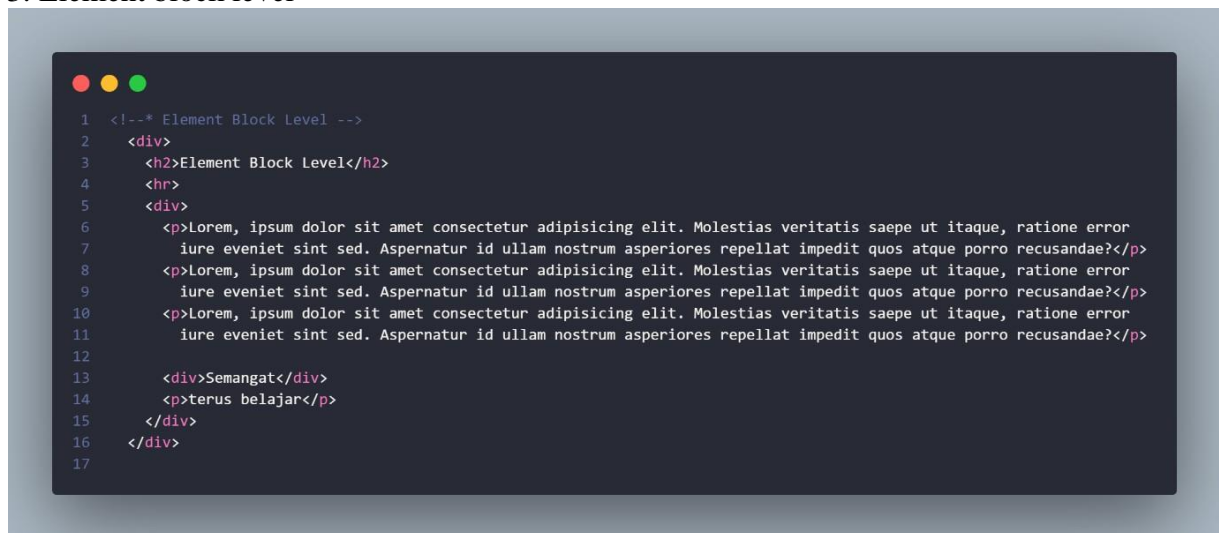 3. Element block level
1 <!--* Element Block Level -->
2 <div>
3 <h2>Element Block Level</h2>
4 <hr>
5 <div>
6 <p>Lorem, ipsum dolor sit amet consectetur adipisicing elit. Molestias veritatis saepe ut itaque, ratione error
7 iure eveniet sint sed. Aspernatur id ullam nostrum asperiores repellat impedit quos atque porro recusandae?</p>
8 <p>Lorem, ipsum dolor sit amet consectetur adipisicing elit. Molestias veritatis saepe ut itaque, ratione error
9 iure eveniet sint sed. Aspernatur id ullam nostrum asperiores repellat impedit quos atque porro recusandae?</p>
10 <p>Lorem, ipsum dolor sit amet consectetur adipisicing elit. Molestias veritatis saepe ut itaque, ratione error
11 iure eveniet sint sed. Aspernatur id ullam nostrum asperiores repellat impedit quos atque porro recusandae?</p>
12
13 <div>Semangat</div>
14 <p>terus belajar</p>
15 </div>
16 </div>
17